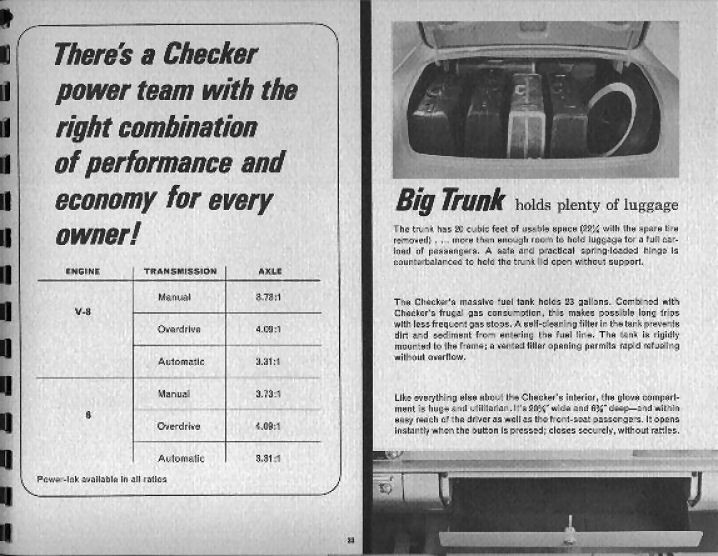 There's a Checker
power team with the
right combination
of performance and
economy for every
owner!
ENGINE TRANSMISSION AXLE
V-8 Manual 3.73:1
Overdrive 4.09:1
Automatic 3.31:1
6 Manual 3.73:1
Overdrive 4.09:1
Automatic 3.31:1
Power-lok available in all ratios
Big Trunk holds plenty of luggage
The trunk has 20 cubic feet of usable space with the spare tire
removed) . . . more than enough room to hold luggage for a full car-
load of passengers. A safe and practical spring-loaded hinge is
counterbalanced to hold the trunk lid open without support.
The Checker's massive fuel tank holds 23 gallons. Combined with
Checker's frugal gas consumption, this makes possible long trips
with less frequent gas stops. A self-cleaning filter in the tank prevents
dirt and sediment from entering the fuel line. The tank is rigidly
mounted to the frame; a vented filler opening permits rapid refueling
without overflow.
Like everything else about the Checker's interior, the glove compart-
ment is huge and utilitarian. It's wide and deep—and within
easy reach of the driver as well as the front-seat passengers. It opens
instantly when the button is pressed; closes securely, without rattles.